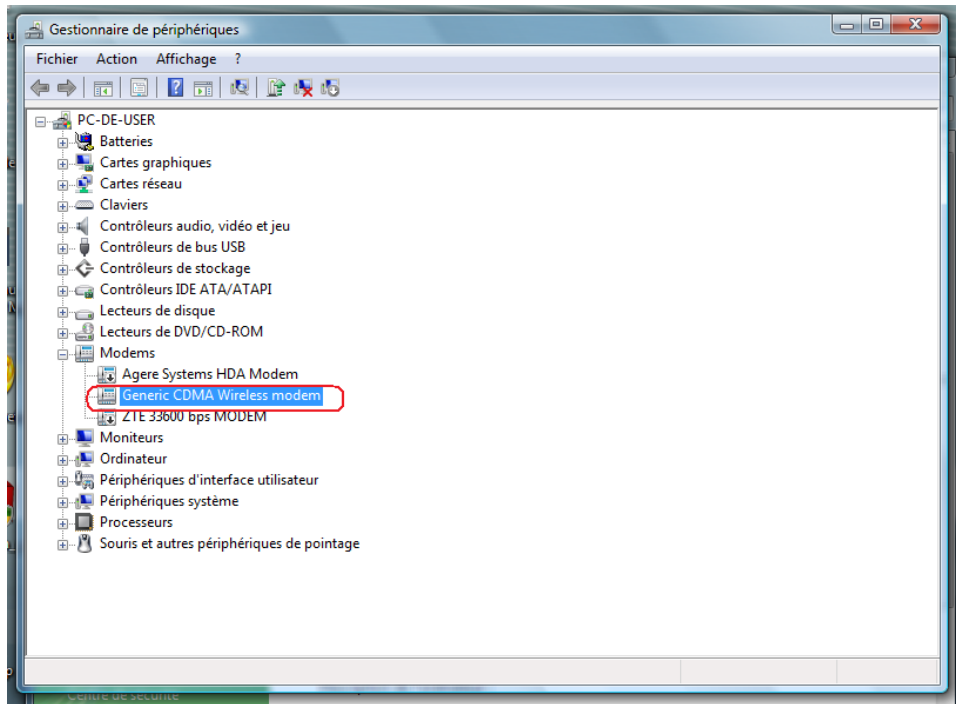 Gestionnaire de périphériques
Fichier Action Affichage ?
PC-DE-USER
Batteries
Cartes graphiques
Cartes réseau
Claviers
Contrôleurs audio, vidéo et jeu
Contrôleurs de bus USB
Contrôleurs de stockage
Contrôleurs IDE ATA/ATAPI
Lecteurs de disque
Lecteurs de DVD/CD-ROM
Modems
Agere Systems HDA Modem
Generic CDMA Wireless modem
ZTE 33600 bps MODEM
Moniteurs
Ordinateur
Périphériques d'interface utilisateur
Périphériques système
Processeurs
Souris et autres périphériques de pointage
Centre de sécurité